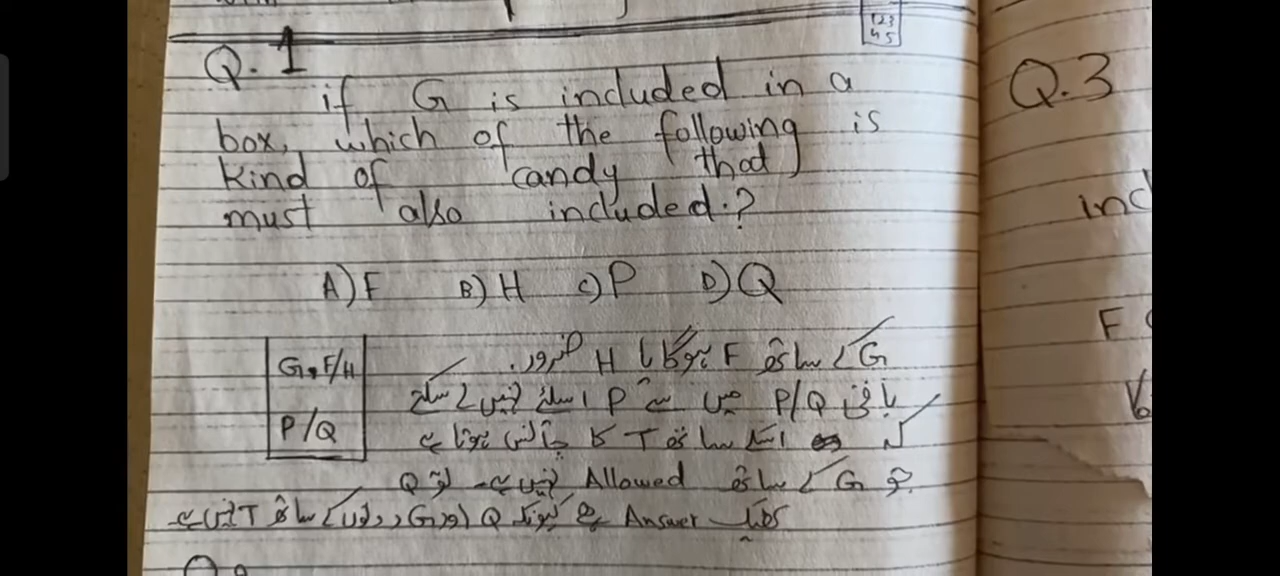 123
45
Q.1
if G is included in a
box, which of the following is
kind of candy that
must also included.?
A) F B) H C) P D) Q
G, F/H
P/Q
G کے ساتھ F ہوگا یا H ضرور.
باقی P/Q میں سے P اسلئے نہیں لے سکتے
کہ اسکے ساتھ T کا چانس ہوتا ہے
جو G کے ساتھ Allowed نہیں ہے۔ تو Q
Answer ہے کیونکہ Q اور G دونوں کے ساتھ T نہیں ہے
Q.3
inc
F